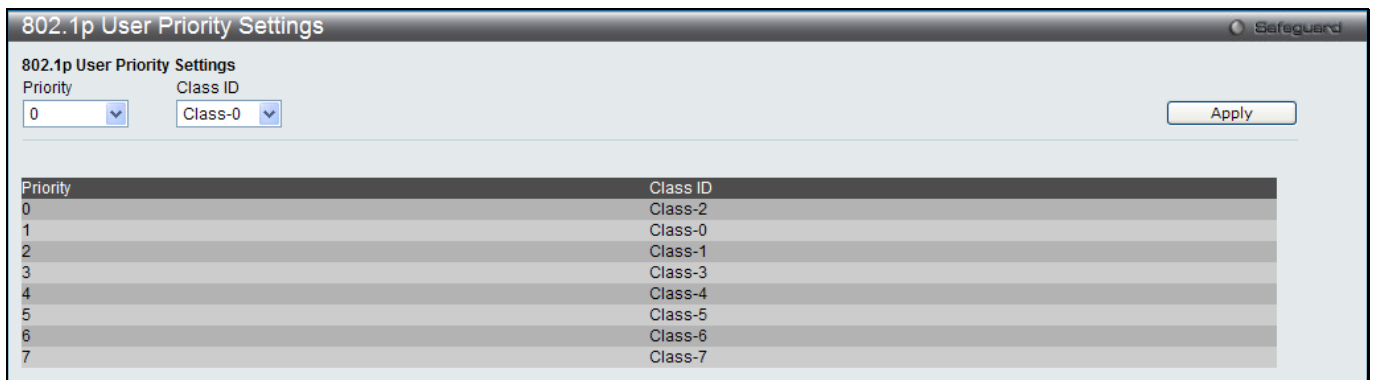 802.1p User Priority Settings Safeguard
802.1p User Priority Settings
Priority Class ID
0 Class-0 Apply
Priority Class ID
0 Class-2
1 Class-0
2 Class-1
3 Class-3
4 Class-4
5 Class-5
6 Class-6
7 Class-7